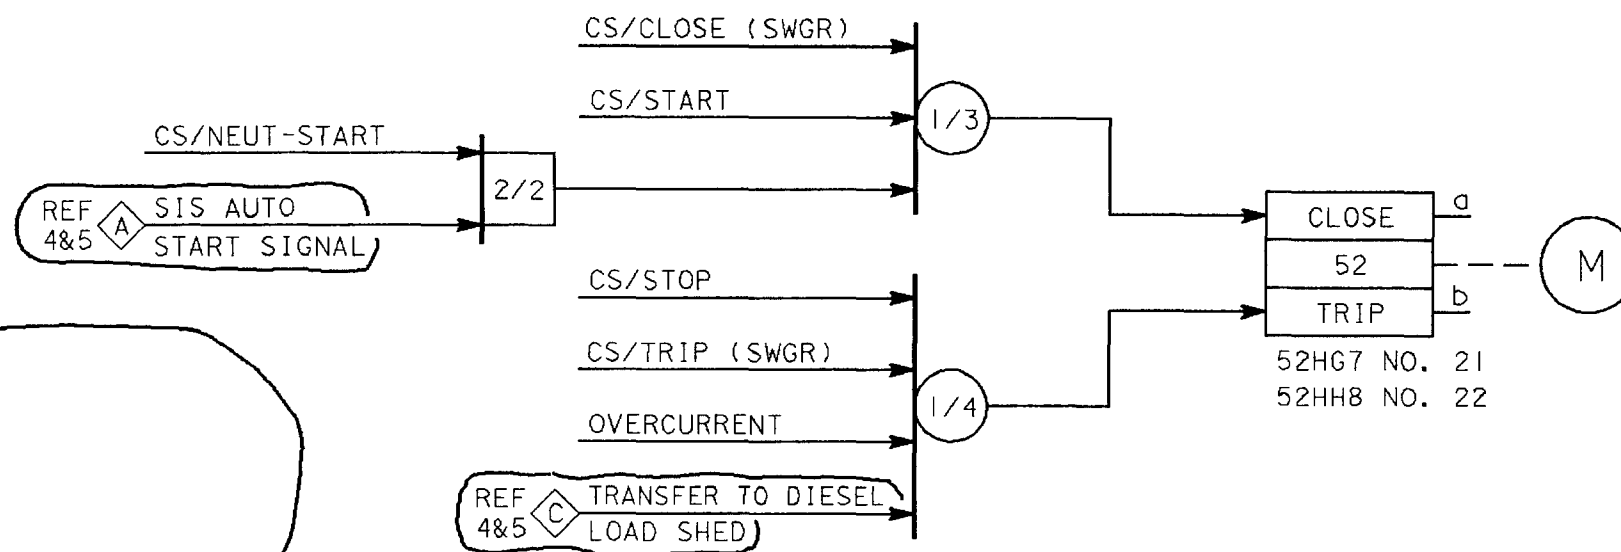 CS/CLOSE (SWGR)
CS/START
1/3
CS/NEUT-START
2/2
REF
4&5
A
SIS AUTO
START SIGNAL
a
CLOSE
52
TRIP
b
M
52HG7 NO. 21
52HH8 NO. 22
CS/STOP
CS/TRIP (SWGR)
1/4
OVERCURRENT
REF
4&5
C
TRANSFER TO DIESEL
LOAD SHED